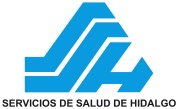 SERVICIOS DE SALUD DE HIDALGO